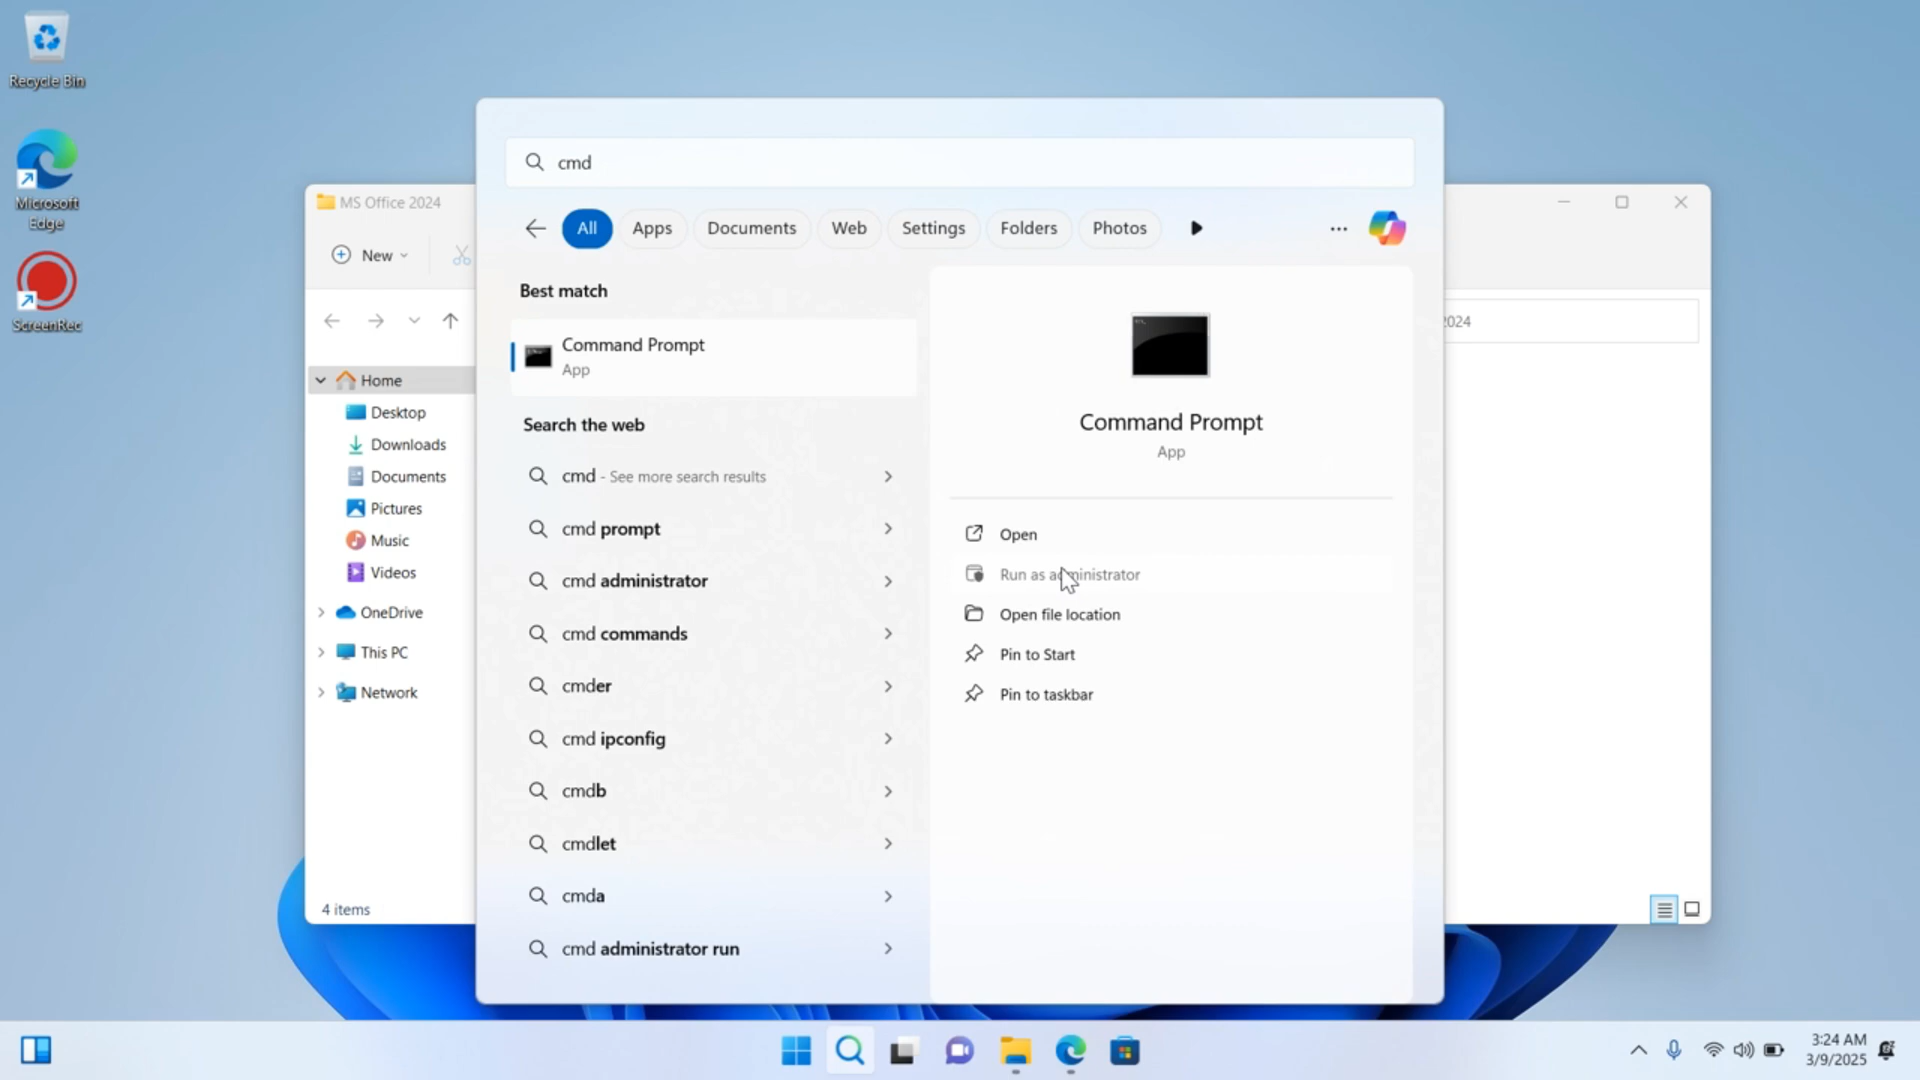 Recycle Bin
Microsoft
Edge
ScreenRec
MS Office 2024
New
Home
Desktop
Downloads
Documents
Pictures
Music
Videos
OneDrive
This PC
Network
4 items
cmd
All
Apps
Documents
Web
Settings
Folders
Photos
Best match
Command Prompt
App
Search the web
cmd - See more search results
cmd prompt
cmd administrator
cmd commands
cmder
cmd ipconfig
cmdb
cmdlet
cmda
cmd administrator run
Command Prompt
App
Open
Run as administrator
Open file location
Pin to Start
Pin to taskbar
2024
3:24 AM
3/9/2025